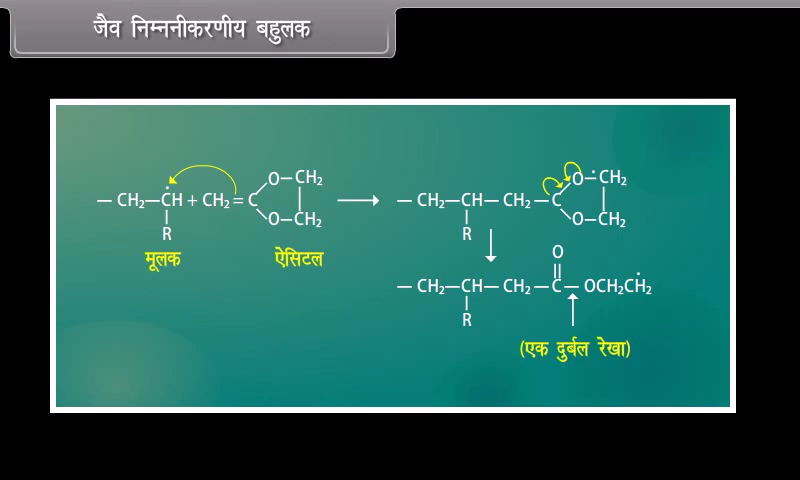 जैव निम्ननीकरणीय बहुलक
— CH₂—ĊH + CH₂ = C
O — CH₂
O — CH₂
R
मूलक
ऐसिटल
— CH₂—CH — CH₂ — C
O — CH₂
O — CH₂
R
O
— CH₂—CH — CH₂ — C — OCH₂ĊH₂
R
(एक दुर्बल रेखा)